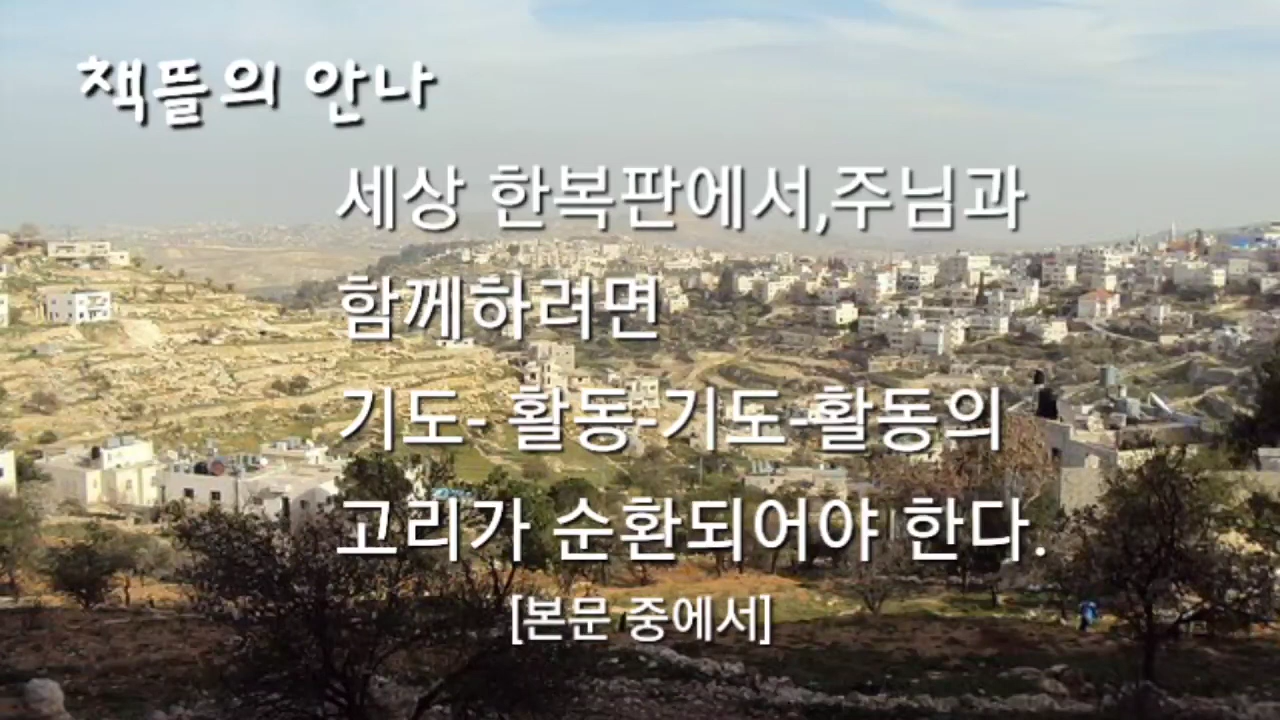 책뜰의 안나
세상 한복판에서,주님과
함께하려면
기도- 활동-기도-활동의
고리가 순환되어야 한다.
[본문 중에서]